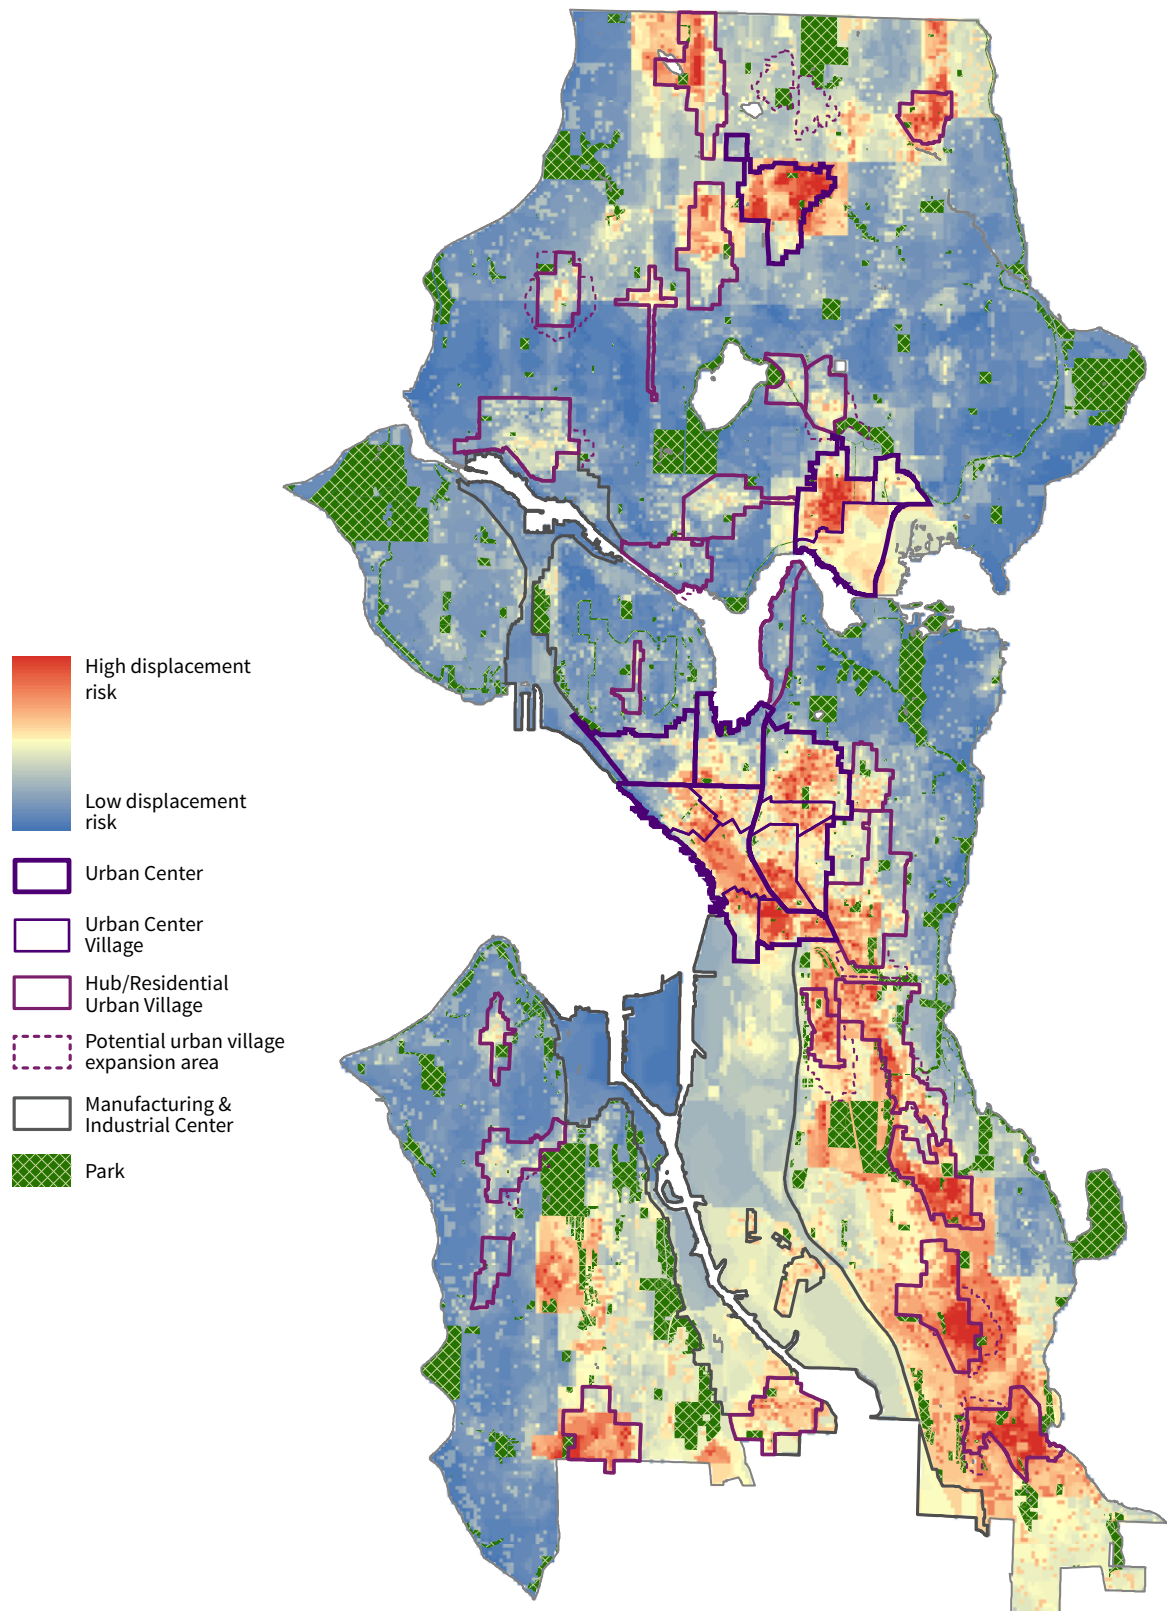 High displacement
risk
Low displacement
risk
Urban Center
Urban Center
Village
Hub/Residential
Urban Village
Potential urban village
expansion area
Manufacturing &
Industrial Center
Park